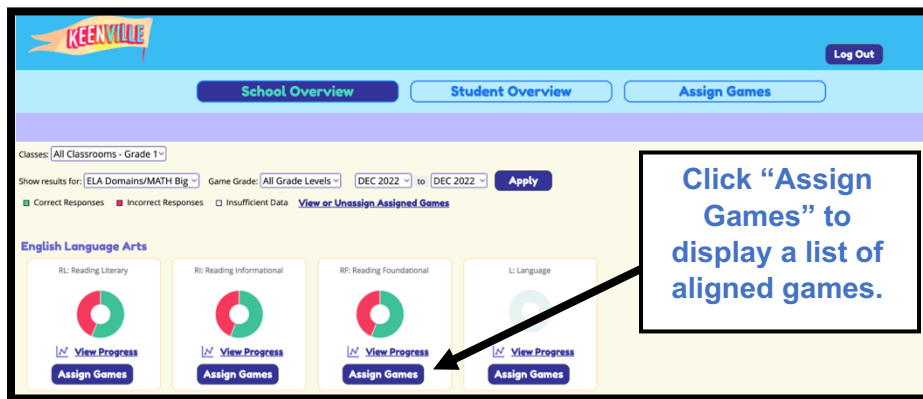 KEENVILLE
Log Out
School Overview Student Overview Assign Games
Classes: All Classrooms - Grade 1
Show results for: ELA Domains/MATH Big Game Grade: All Grade Levels DEC 2022 to DEC 2022 Apply
Correct Responses Incorrect Responses Insufficient Data View or Unassign Assigned Games
English Language Arts
RL: Reading Literary RI: Reading Informational RF: Reading Foundational L: Language
View Progress View Progress View Progress View Progress
Assign Games Assign Games Assign Games Assign Games
Click “Assign
Games” to
display a list of
aligned games.